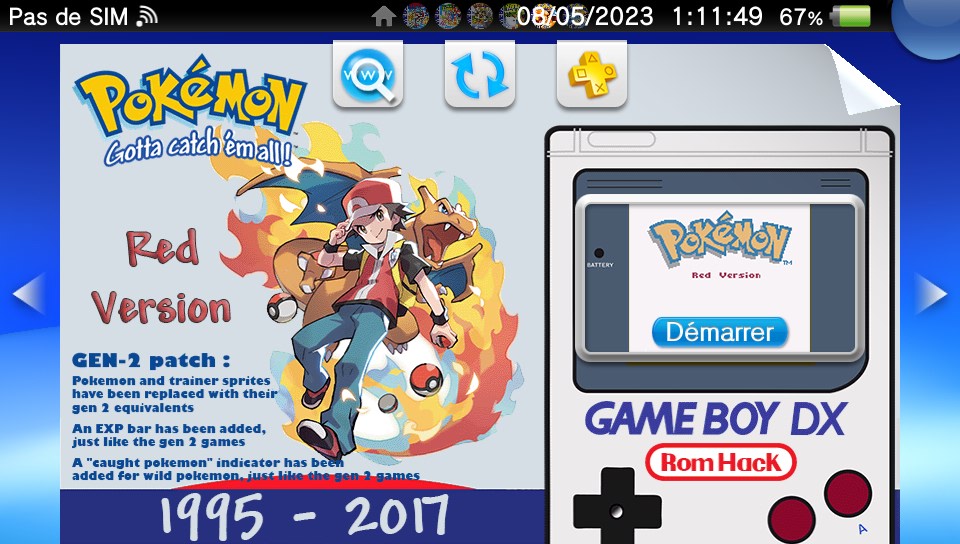 Pas de SIM
08/05/2023 1:11:49 67%
www
POKéMON
Gotta catch 'em all!
Red
Version
GEN-2 patch :
Pokemon and trainer sprites
have been replaced with their
gen 2 equivalents
An EXP bar has been added,
just like the gen 2 games
A "caught pokemon" indicator has been
added for wild pokemon, just like the gen 2 games
1995 - 2017
BATTERY
POKéMON
TM
Red Version
Démarrer
GAME BOY DX
Rom Hack
A